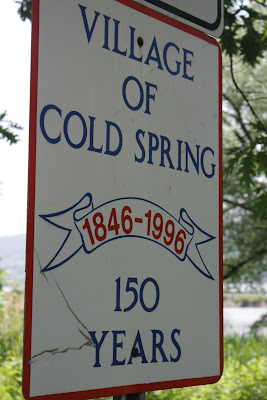 VILLAGE
OF
COLD SPRING
1846-1996
150
YEARS